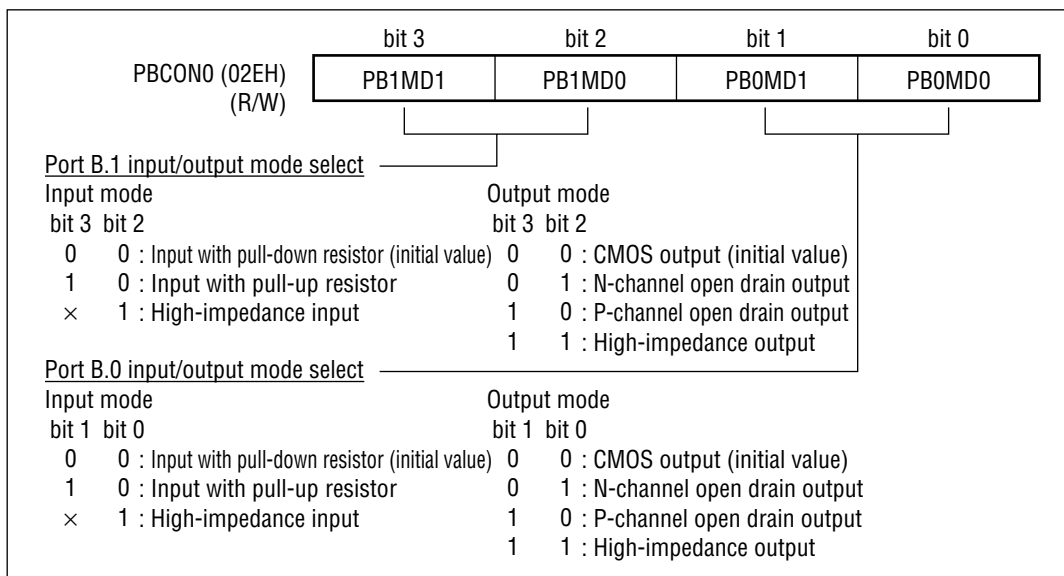 bit 3 bit 2 bit 1 bit 0
PBCON0 (02EH) PB1MD1 PB1MD0 PB0MD1 PB0MD0
(R/W)
Port B.1 input/output mode select
Input mode Output mode
bit 3 bit 2 bit 3 bit 2
0 0 : Input with pull-down resistor (initial value) 0 0 : CMOS output (initial value)
1 0 : Input with pull-up resistor 0 1 : N-channel open drain output
× 1 : High-impedance input 1 0 : P-channel open drain output
1 1 : High-impedance output
Port B.0 input/output mode select
Input mode Output mode
bit 1 bit 0 bit 1 bit 0
0 0 : Input with pull-down resistor (initial value) 0 0 : CMOS output (initial value)
1 0 : Input with pull-up resistor 0 1 : N-channel open drain output
× 1 : High-impedance input 1 0 : P-channel open drain output
1 1 : High-impedance output